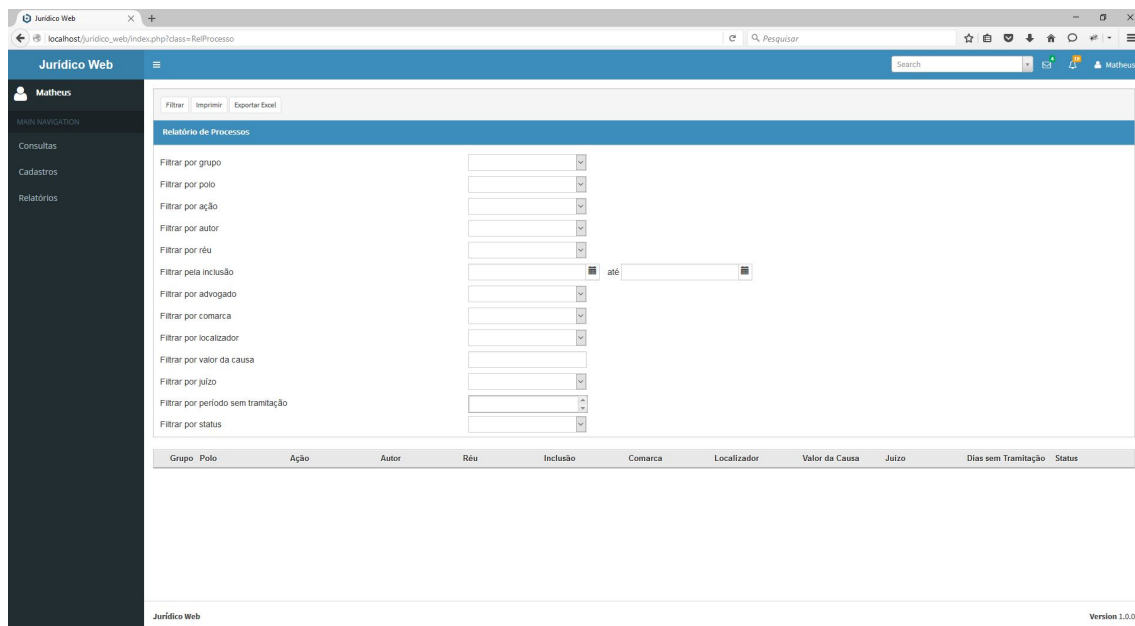 Jurídico Web
localhost/juridico_web/index.php?class=RelProcesso
Pesquisar
Jurídico Web
Search
Matheus
Matheus
MAIN NAVIGATION
Consultas
Cadastros
Relatórios
Filtrar Imprimir Exportar Excel
Relatório de Processos
Filtrar por grupo
Filtrar por polo
Filtrar por ação
Filtrar por autor
Filtrar por réu
Filtrar pela inclusão até
Filtrar por advogado
Filtrar por comarca
Filtrar por localizador
Filtrar por valor da causa
Filtrar por juízo
Filtrar por período sem tramitação
Filtrar por status
Grupo Polo Ação Autor Réu Inclusão Comarca Localizador Valor da Causa Juízo Dias sem Tramitação Status
Jurídico Web Version 1.0.0